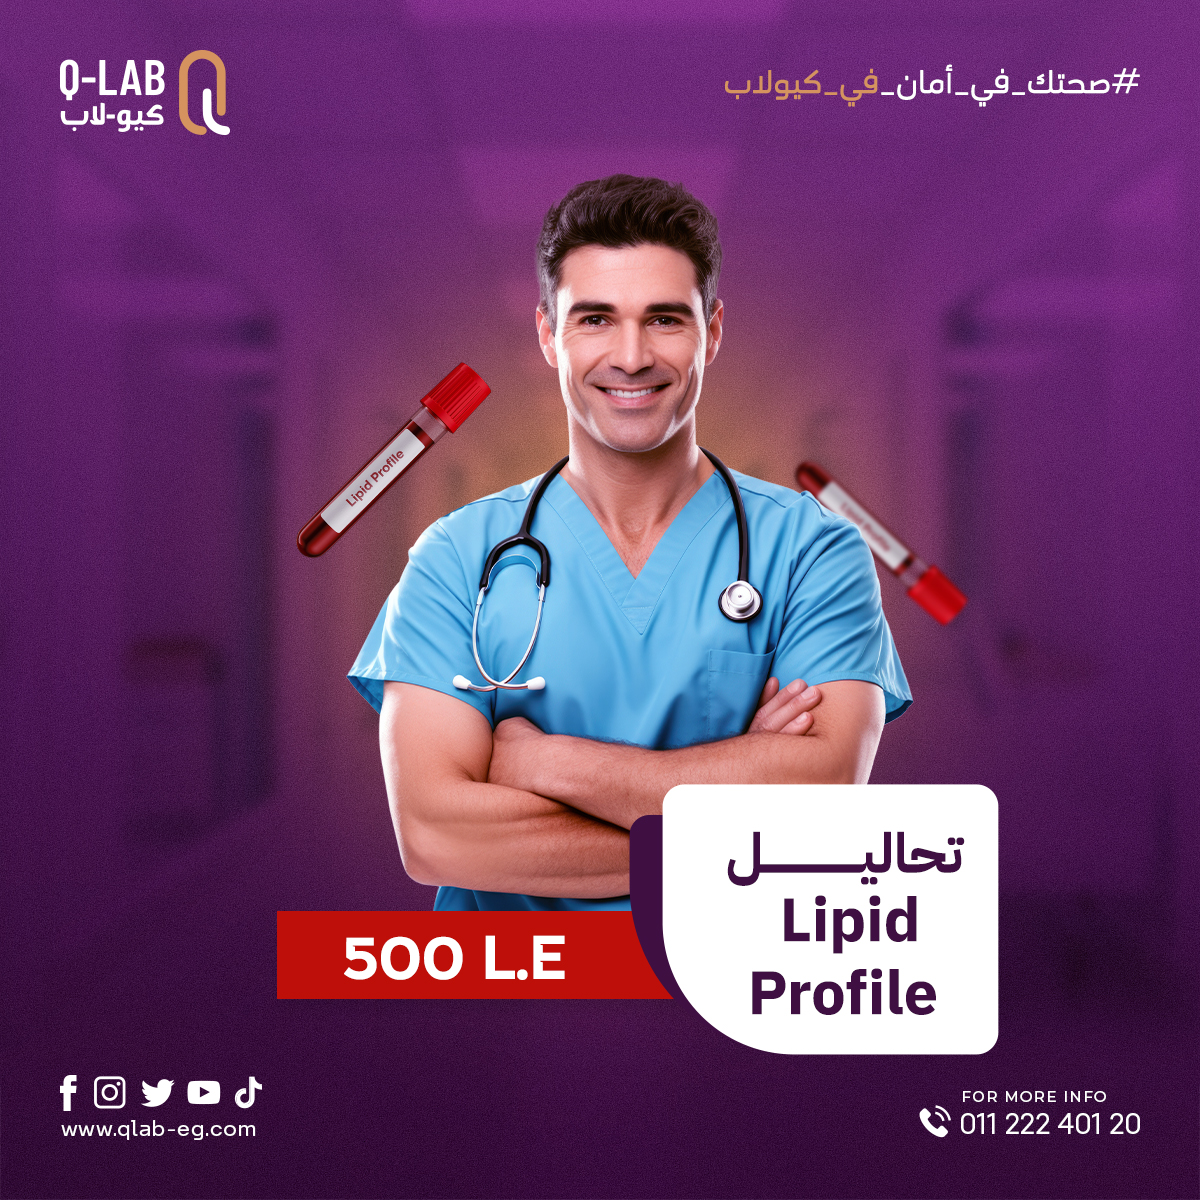 Q-LAB
كيو-لاب
#صحتك_في_أمان_في_كيولاب
Lipid Profile
تحاليل
Lipid
Profile
500 L.E
www.qlab-eg.com
FOR MORE INFO
011 222 401 20